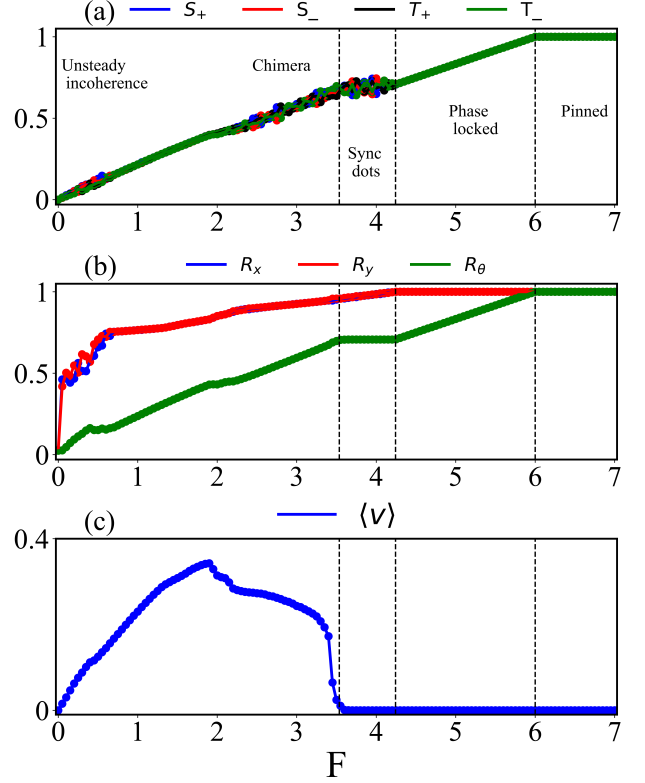 (a) S₊ S₋ T₊ T₋
1
0.5
0
Unsteady
incoherence
Chimera
Sync
dots
Phase
locked
Pinned
0 1 2 3 4 5 6 7
(b) Rₓ R_y R_θ
1
0.5
0
0 1 2 3 4 5 6 7
(c) ⟨v⟩
0.4
0
0 1 2 3 4 5 6 7
F